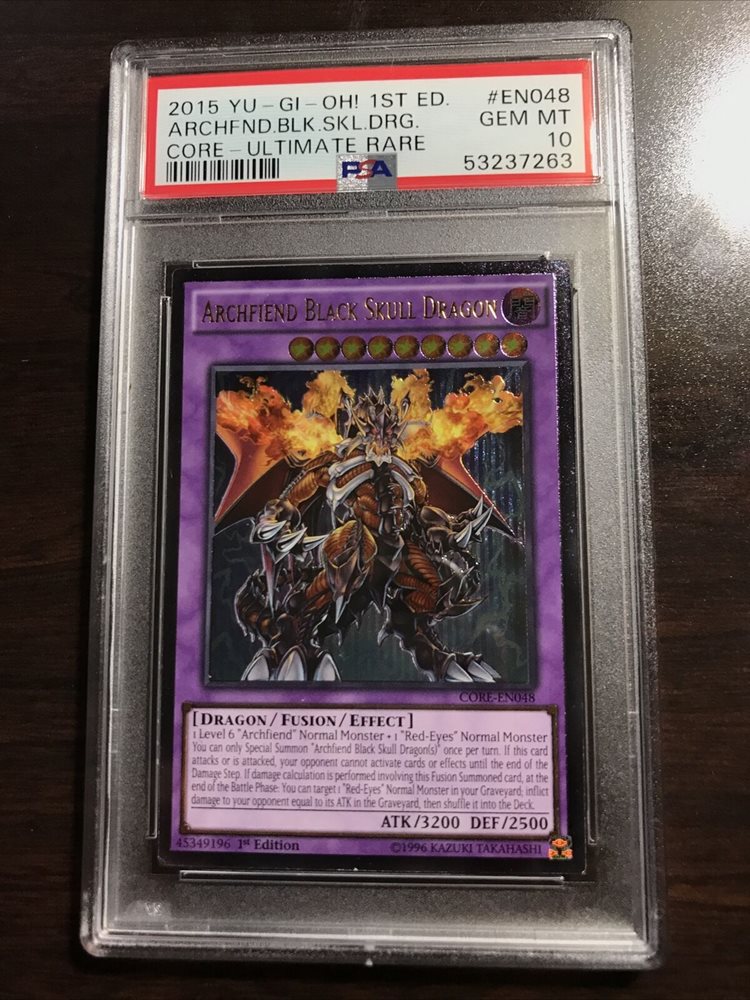 2015 YU-GI-OH! 1ST ED. #EN048
ARCHFND.BLK.SKL.DRG. GEM MT
CORE-ULTIMATE RARE 10
PSA 53237263
ARCHFIEND BLACK SKULL DRAGON
CORE-EN048
[DRAGON/FUSION/EFFECT]
1 Level 6 "Archfiend" Normal Monster + 1 "Red-Eyes" Normal Monster
You can only Special Summon "Archfiend Black Skull Dragon(s)" once per turn. If this card
attacks or is attacked, your opponent cannot activate cards or effects until the end of the
Damage Step. If damage calculation is performed involving this Fusion Summoned card, at the
end of the Battle Phase: You can target 1 "Red-Eyes" Normal Monster in your Graveyard; inflict
damage to your opponent equal to its ATK in the Graveyard, then shuffle it into the Deck.
ATK/3200 DEF/2500
45349196 1st Edition ©1996 KAZUKI TAKAHASHI